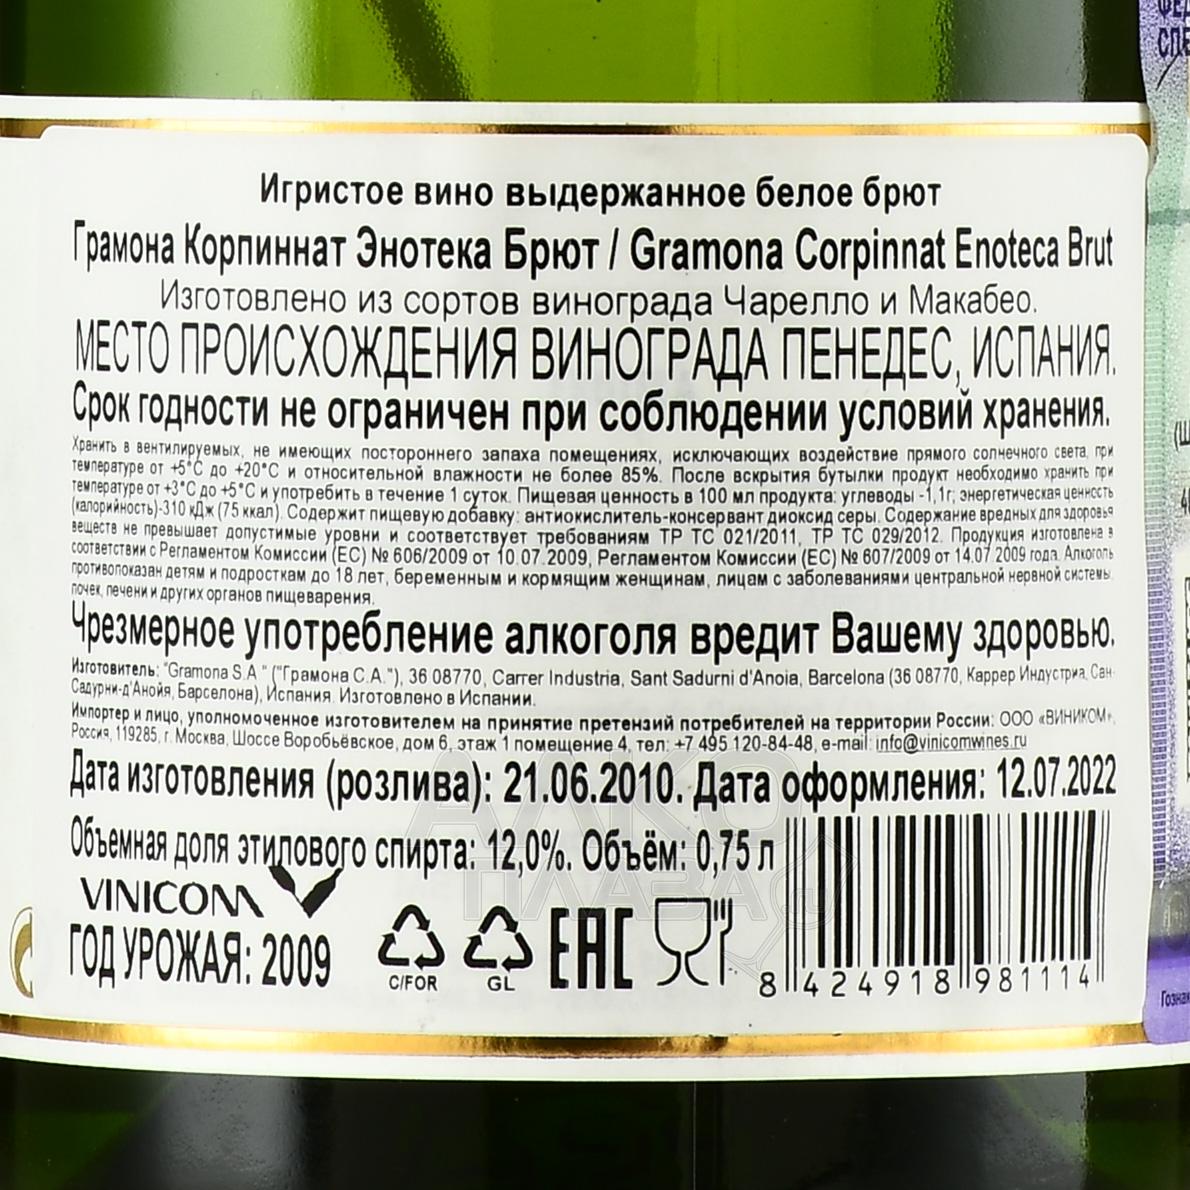 Игристое вино выдержанное белое брют
Грамона Корпиннат Энотека Брют / Gramona Corpinnat Enoteca Brut
Изготовлено из сортов винограда Чарелло и Макабео.
МЕСТО ПРОИСХОЖДЕНИЯ ВИНОГРАДА ПЕНЕДЕС, ИСПАНИЯ.
Срок годности не ограничен при соблюдении условий хранения.
Хранить в вентилируемых, не имеющих постороннего запаха помещениях, исключающих воздействие прямого солнечного света, при
температуре от +5°С до +20°С и относительной влажности не более 85%. После вскрытия бутылки продукт необходимо хранить при
температуре от +3°С до +5°С и употребить в течение 1 суток. Пищевая ценность в 100 мл продукта: углеводы -1,1г; энергетическая ценность
(калорийность)-310 кДж (75 ккал). Содержит пищевую добавку: антиокислитель-консервант диоксид серы. Содержание вредных для здоровья
веществ не превышает допустимые уровни и соответствует требованиям ТР ТС 021/2011, ТР ТС 029/2012. Продукция изготовлена в
соответствии с Регламентом Комиссии (ЕС) № 606/2009 от 10.07.2009, Регламентом Комиссии (ЕС) № 607/2009 от 14.07.2009 года. Алкоголь
противопоказан детям и подросткам до 18 лет, беременным и кормящим женщинам, лицам с заболеваниями центральной нервной системы,
почек, печени и других органов пищеварения.
Чрезмерное употребление алкоголя вредит Вашему здоровью.
Изготовитель: "Gramona S.A." ("Грамона С.А."), 36 08770, Carrer Industria, Sant Sadurni d'Anoia, Barcelona (36 08770, Каррер Индустриа, Сан-
Садурни-д'Анойя, Барселона), Испания. Изготовлено в Испании.
Импортер и лицо, уполномоченное изготовителем на принятие претензий потребителей на территории России: ООО «ВИНИКОМ»,
Россия, 119285, г. Москва, Шоссе Воробьёвское, дом 6, этаж 1 помещение 4, тел: +7 495 120-84-48, e-mail: info@vinicomwines.ru
Дата изготовления (розлива): 21.06.2010. Дата оформления: 12.07.2022
Объемная доля этилового спирта: 12,0%. Объём: 0,75 л
VINICOM
ГОД УРОЖАЯ: 2009
C/FOR
GL
EAC
8 424918 981114
АЛКО
ПЛАЗА